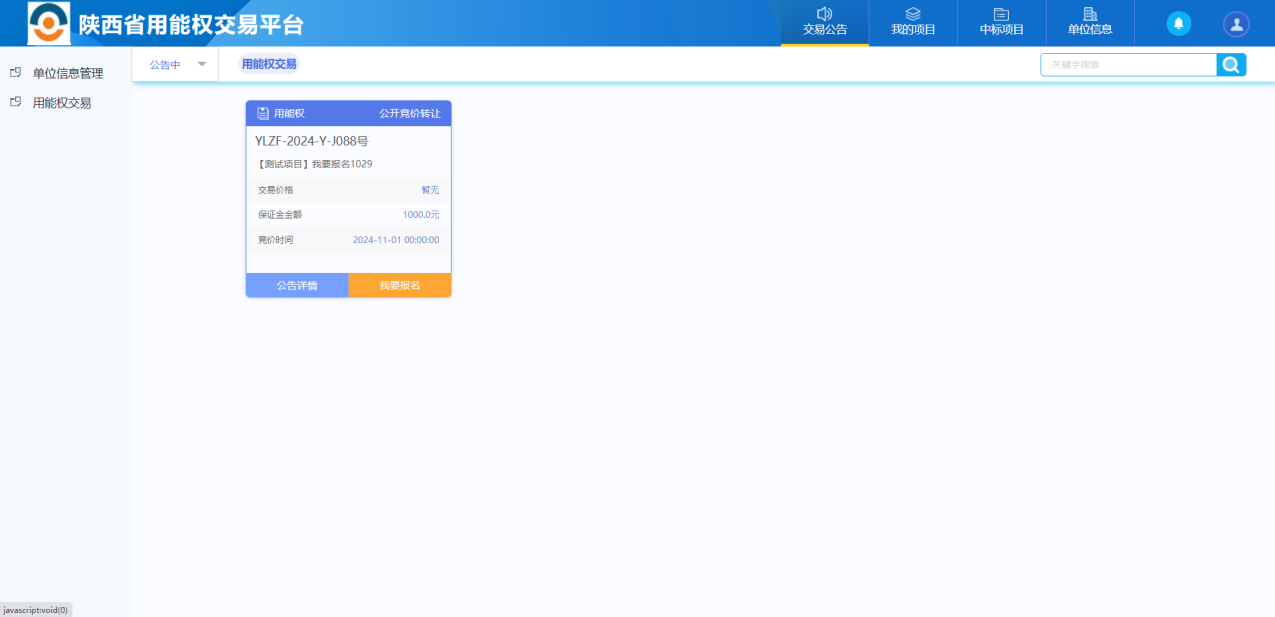 陕西省用能权交易平台
交易公告
我的项目
中标项目
单位信息
单位信息管理
用能权交易
公告中
用能权交易
关键字搜索
用能权 公开竞价转让
YLZF-2024-Y-J088号
【测试项目】我要报名1029
交易价格 暂无
保证金金额 1000.0元
竞价时间 2024-11-01 00:00:00
公告详情 我要报名
javascript:void(0)